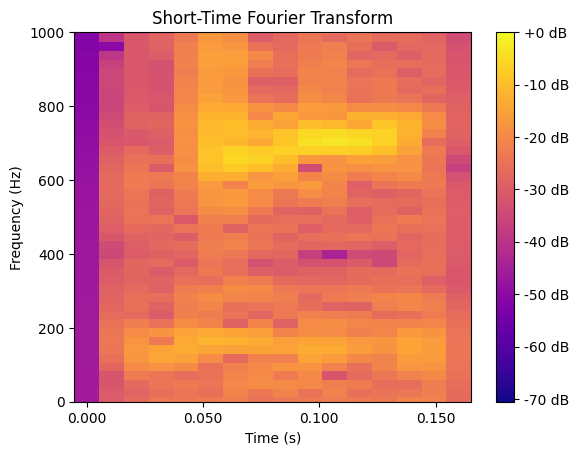 Short-Time Fourier Transform
1000
800
600
400
200
0
Frequency (Hz)
0.000
0.050
0.100
0.150
Time (s)
+0 dB
-10 dB
-20 dB
-30 dB
-40 dB
-50 dB
-60 dB
-70 dB